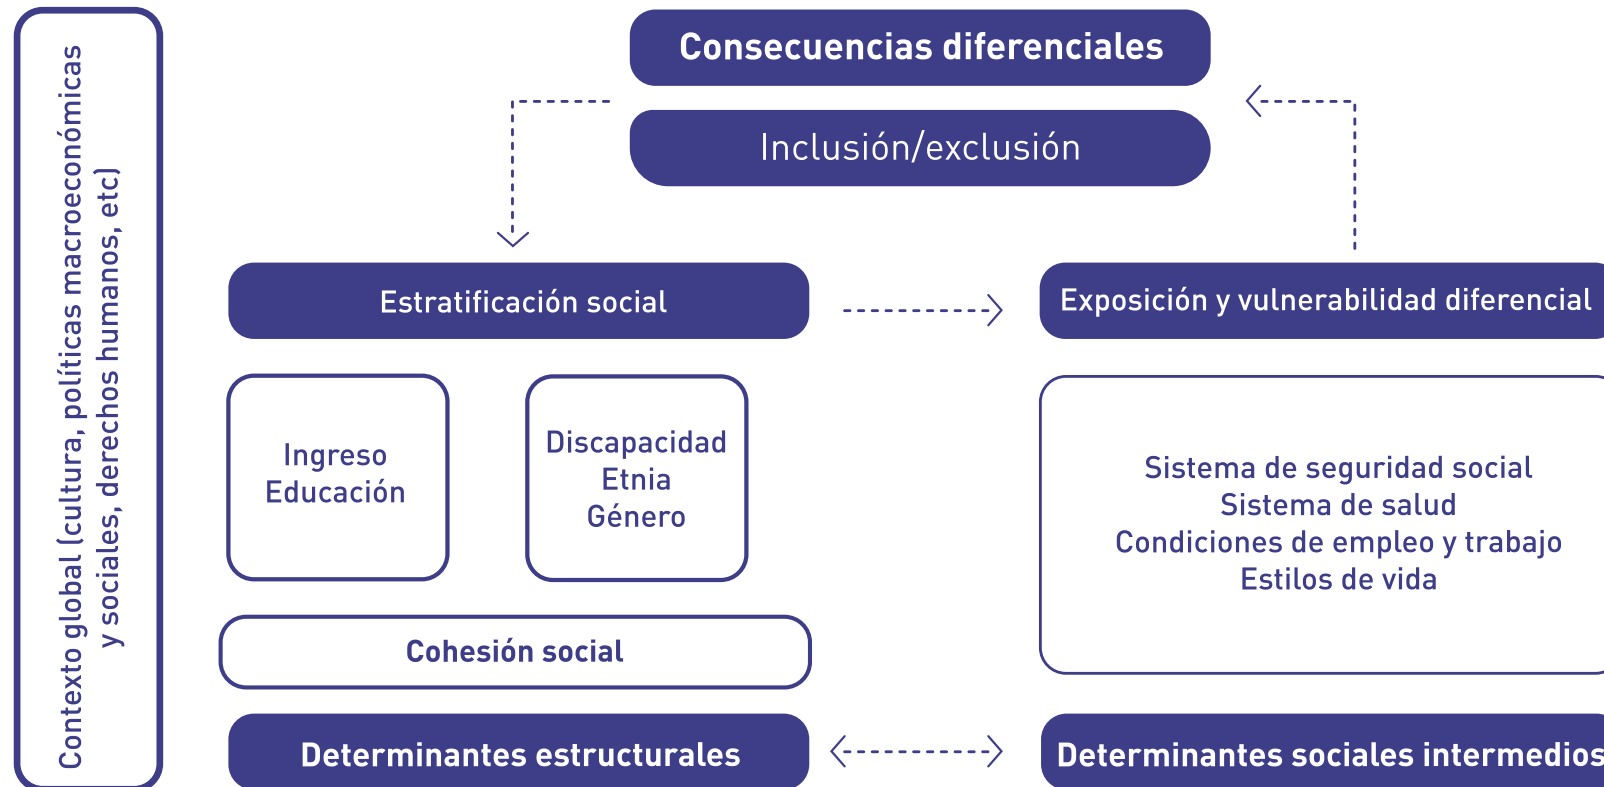 Contexto global (cultura, políticas macroeconómicas
y sociales, derechos humanos, etc)
Consecuencias diferenciales
Inclusión/exclusión
Estratificación social
Exposición y vulnerabilidad diferencial
Ingreso
Educación
Discapacidad
Etnia
Género
Sistema de seguridad social
Sistema de salud
Condiciones de empleo y trabajo
Estilos de vida
Cohesión social
Determinantes estructurales
Determinantes sociales intermedios